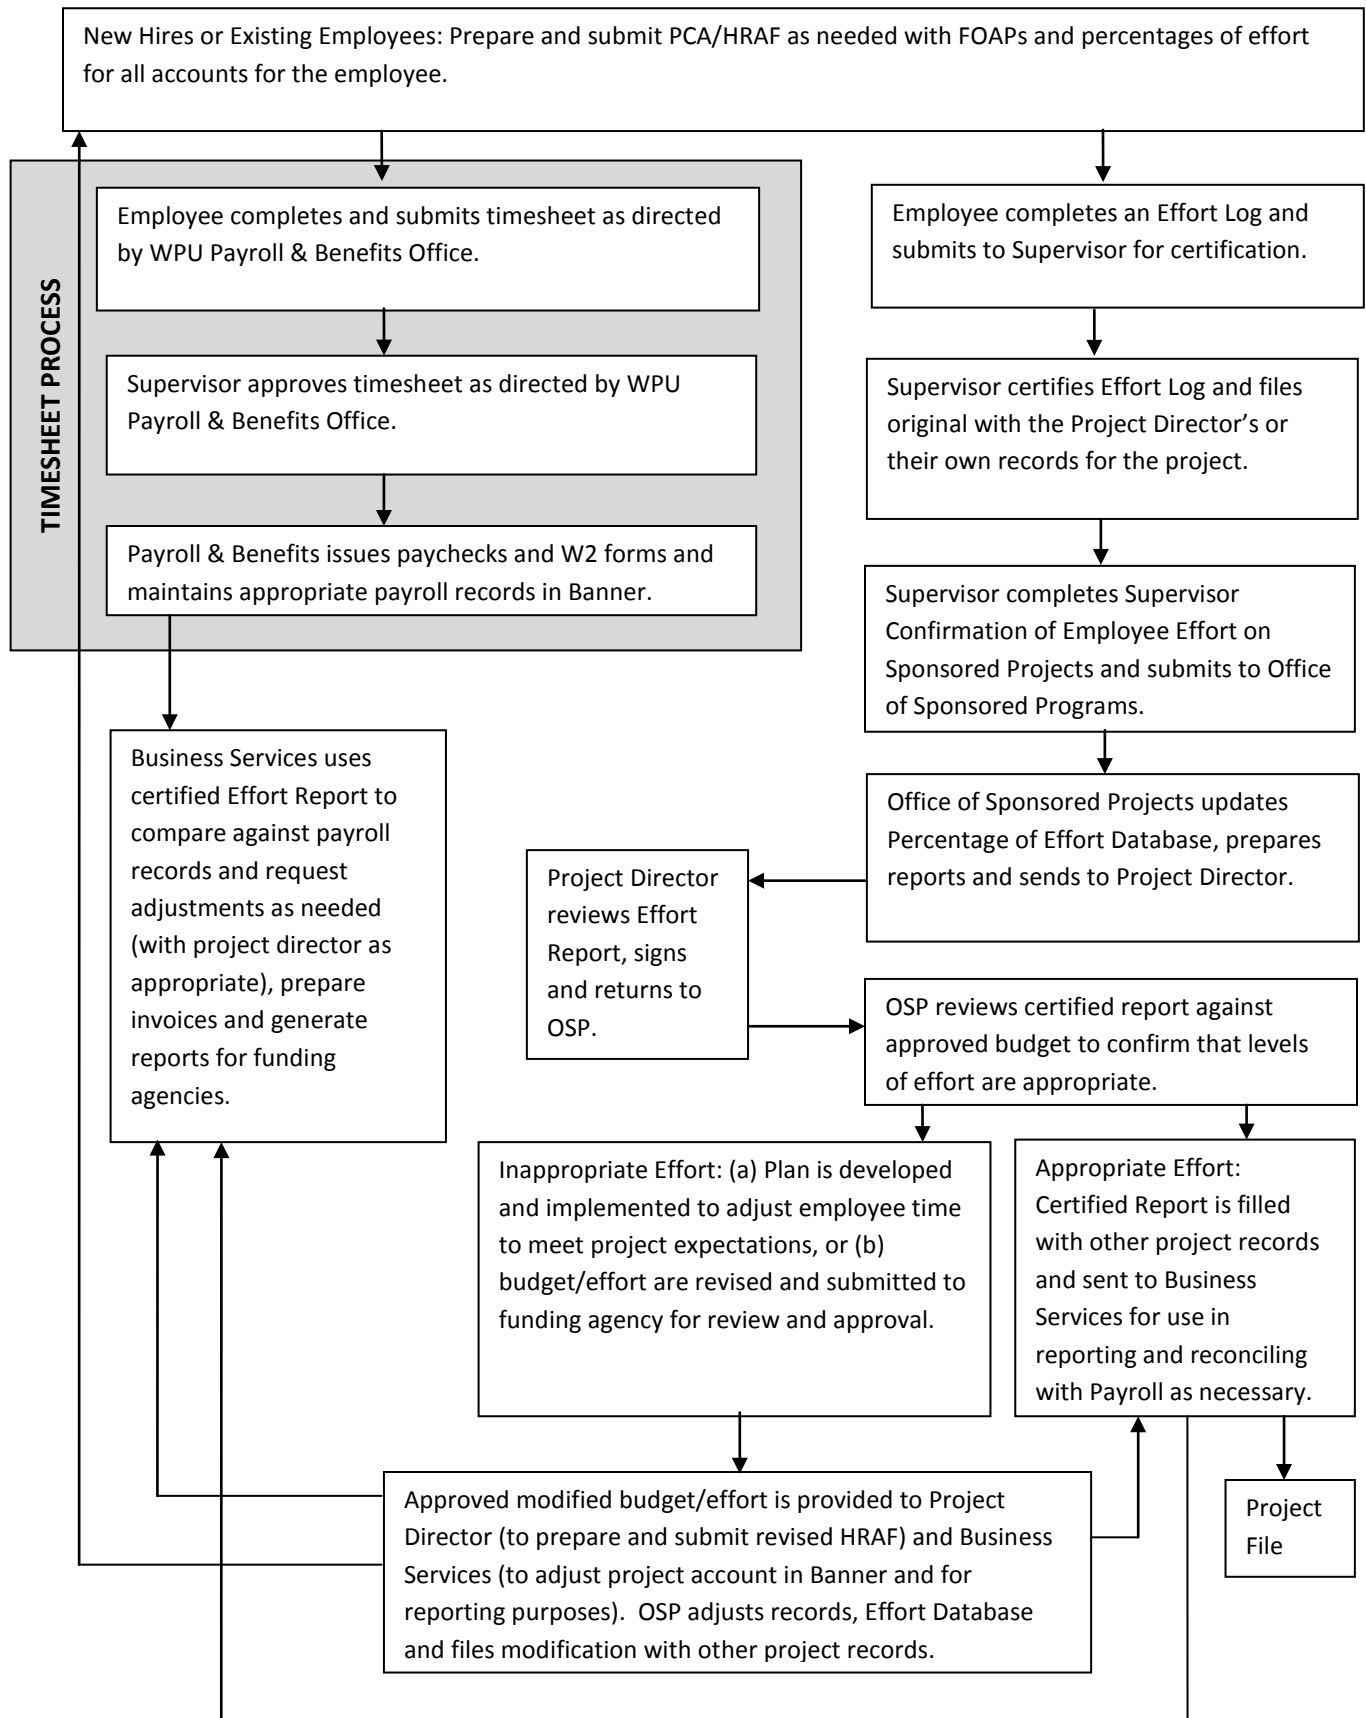 New Hires or Existing Employees: Prepare and submit PCA/HRAF as needed with FOAPs and percentages of effort
for all accounts for the employee.
TIMESHEET PROCESS
Employee completes and submits timesheet as directed
by WPU Payroll & Benefits Office.
Supervisor approves timesheet as directed by WPU
Payroll & Benefits Office.
Payroll & Benefits issues paychecks and W2 forms and
maintains appropriate payroll records in Banner.
Employee completes an Effort Log and
submits to Supervisor for certification.
Supervisor certifies Effort Log and files
original with the Project Director’s or
their own records for the project.
Supervisor completes Supervisor
Confirmation of Employee Effort on
Sponsored Projects and submits to Office
of Sponsored Programs.
Business Services uses
certified Effort Report to
compare against payroll
records and request
adjustments as needed
(with project director as
appropriate), prepare
invoices and generate
reports for funding
agencies.
Office of Sponsored Projects updates
Percentage of Effort Database, prepares
reports and sends to Project Director.
Project Director
reviews Effort
Report, signs
and returns to
OSP.
OSP reviews certified report against
approved budget to confirm that levels
of effort are appropriate.
Inappropriate Effort: (a) Plan is developed
and implemented to adjust employee time
to meet project expectations, or (b)
budget/effort are revised and submitted to
funding agency for review and approval.
Appropriate Effort:
Certified Report is filled
with other project records
and sent to Business
Services for use in
reporting and reconciling
with Payroll as necessary.
Approved modified budget/effort is provided to Project
Director (to prepare and submit revised HRAF) and Business
Services (to adjust project account in Banner and for
reporting purposes).  OSP adjusts records, Effort Database
and files modification with other project records.
Project
File